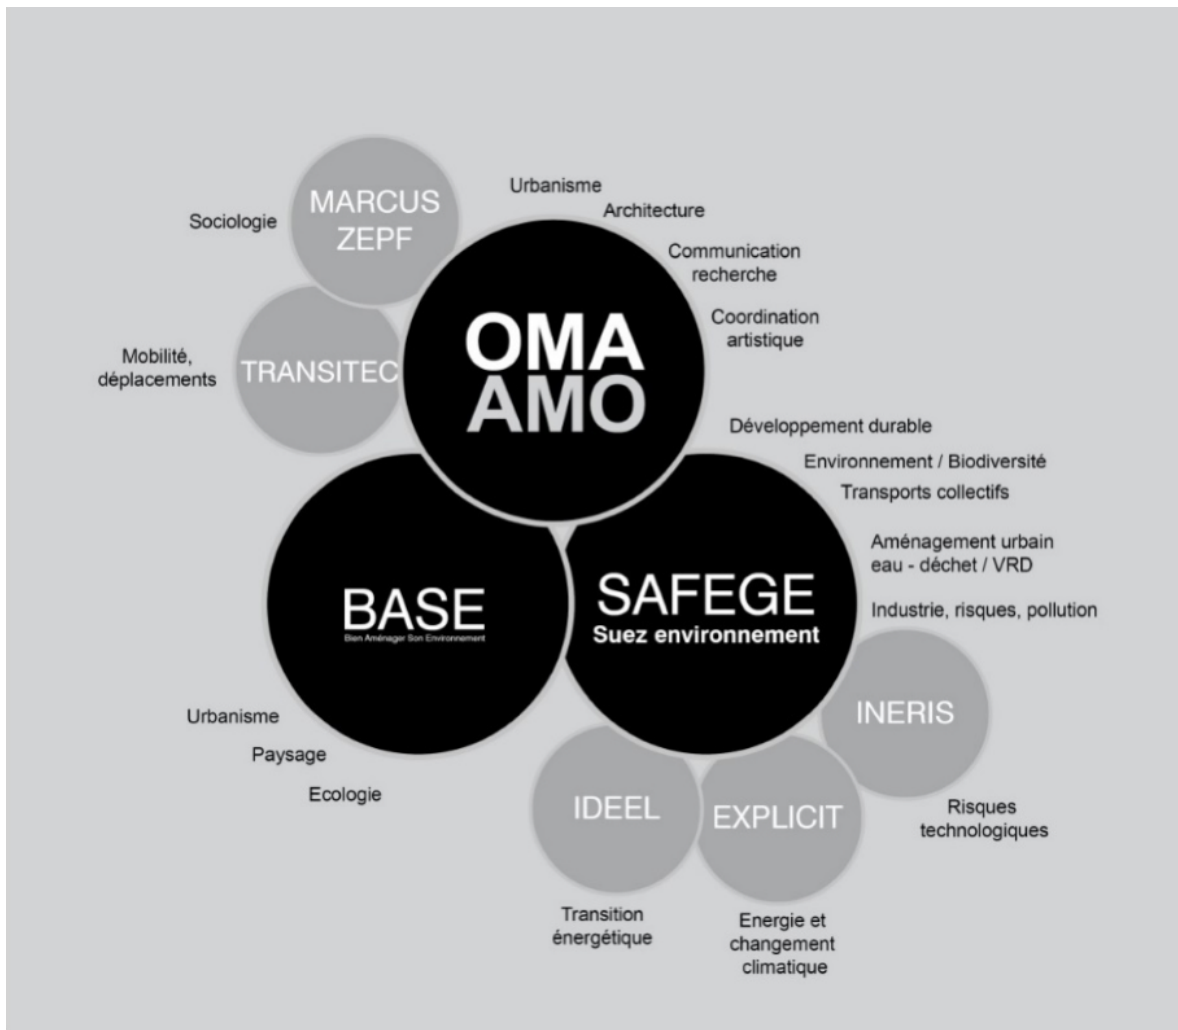 Urbanisme
Architecture
MARCUS
ZEPF
Sociologie
Communication
recherche
Coordination
artistique
OMA
AMO
Mobilité,
déplacements
TRANSITEC
Développement durable
Environnement / Biodiversité
Transports collectifs
Aménagement urbain
eau - déchet / VRD
Industrie, risques, pollution
BASE
Bien Aménager Son Environnement
SAFEGE
Suez environnement
Urbanisme
Paysage
Ecologie
INERIS
Risques
technologiques
IDEEL
EXPLICIT
Transition
énergétique
Energie et
changement
climatique